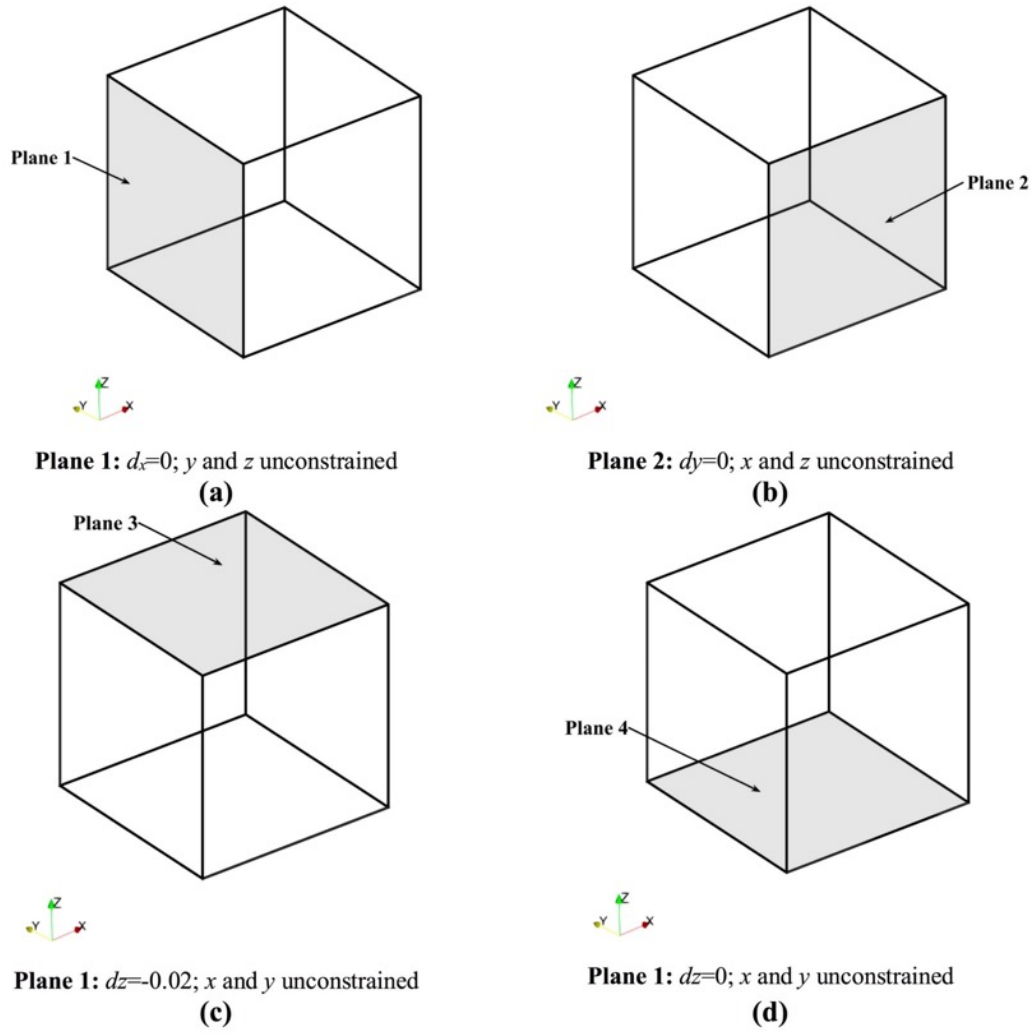 Plane 1
Plane 2
Z
Y
X
Z
Y
X
Plane 1: dₓ=0; y and z unconstrained
Plane 2: dy=0; x and z unconstrained
(a)
(b)
Plane 3
Plane 4
Z
Y
X
Z
Y
X
Plane 1: dz=-0.02; x and y unconstrained
Plane 1: dz=0; x and y unconstrained
(c)
(d)